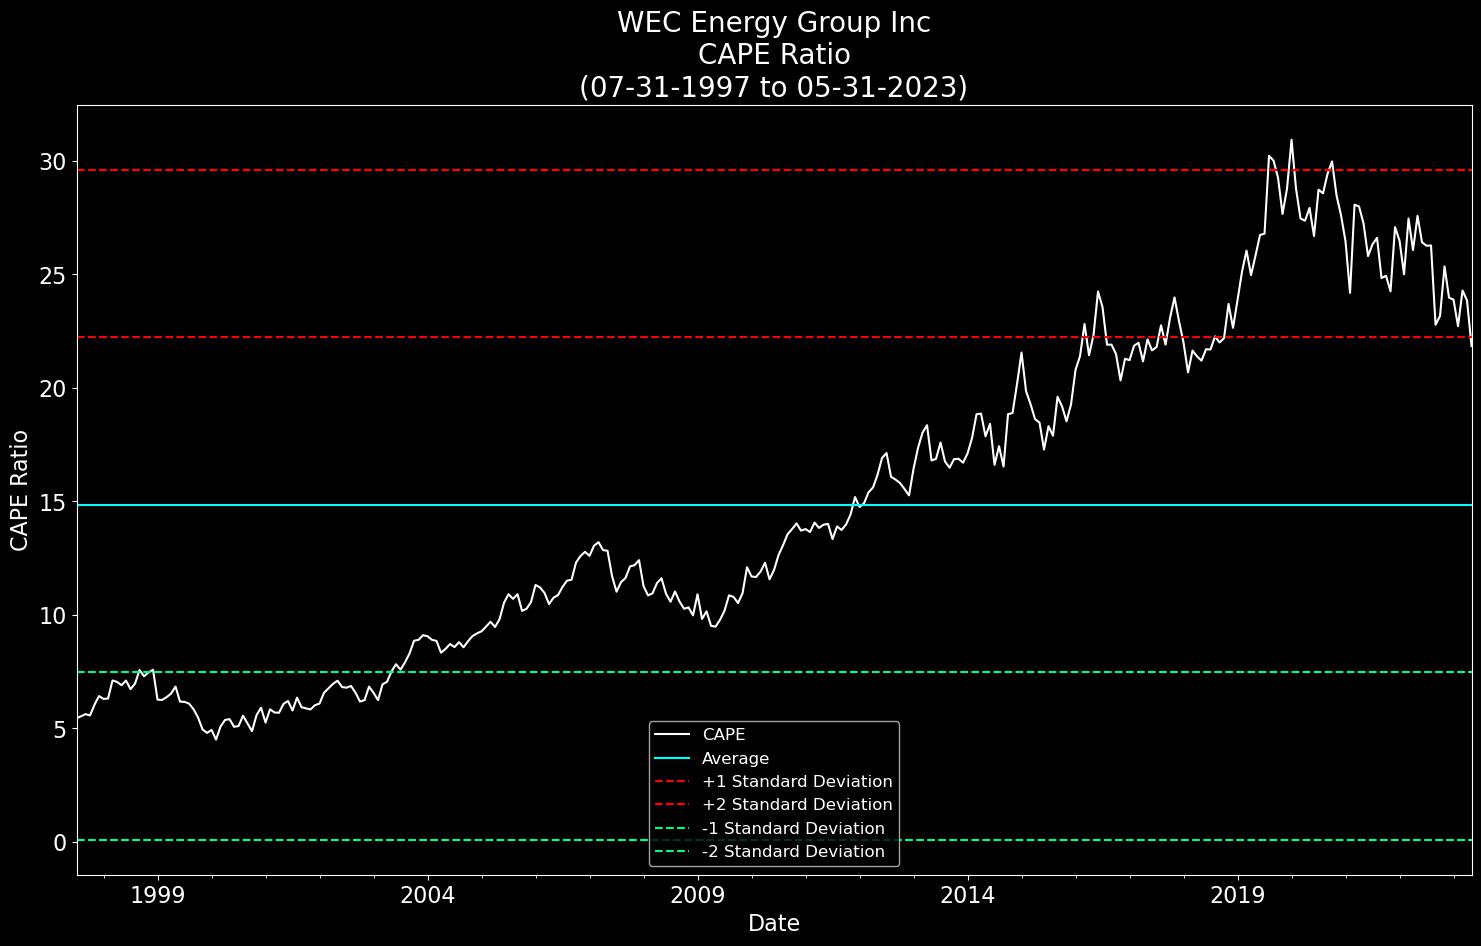 WEC Energy Group Inc
CAPE Ratio
(07-31-1997 to 05-31-2023)
30
25
20
15
10
5
0
CAPE Ratio
CAPE
Average
+1 Standard Deviation
+2 Standard Deviation
-1 Standard Deviation
-2 Standard Deviation
1999 2004 2009 2014 2019
Date